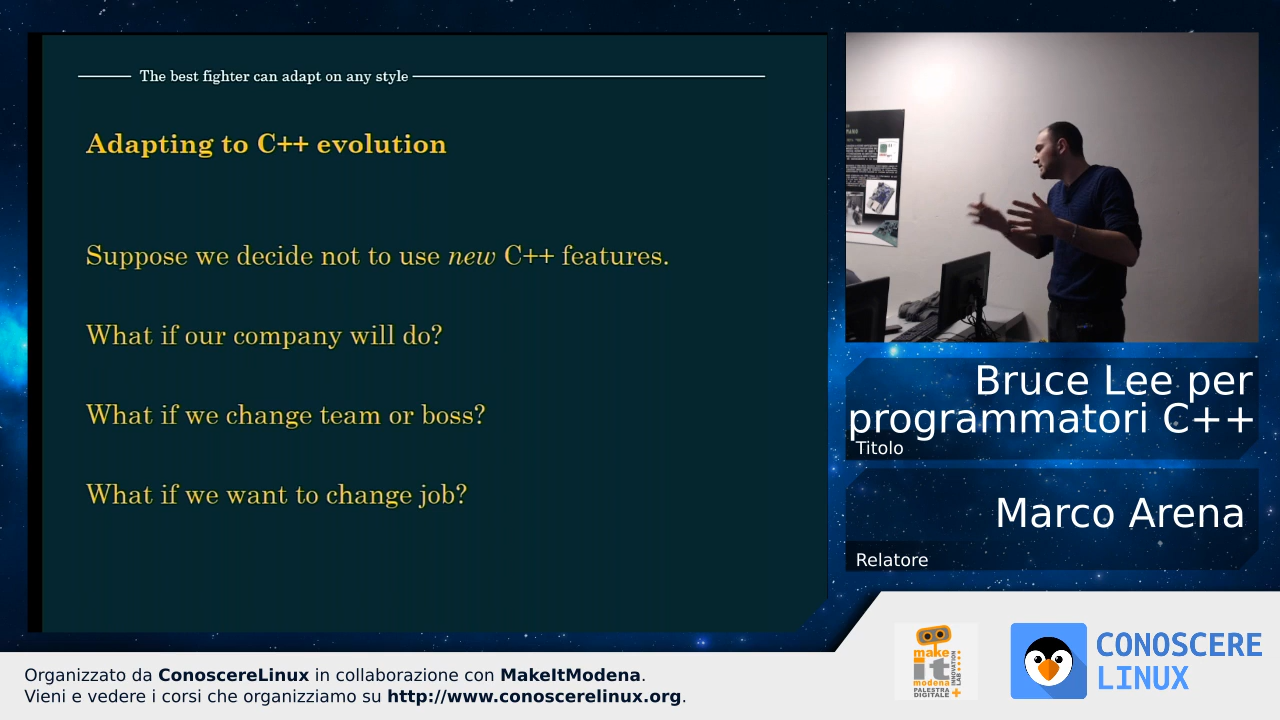 The best fighter can adapt on any style
Adapting to C++ evolution
Suppose we decide not to use new C++ features.
What if our company will do?
What if we change team or boss?
What if we want to change job?
Bruce Lee per
programmatori C++
Titolo
Marco Arena
Relatore
make
it
modena
PALESTRA
DIGITALE
INNOVATION
LAB
CONOSCERE
LINUX
Organizzato da ConoscereLinux in collaborazione con MakeItModena.
Vieni e vedere i corsi che organizziamo su http://www.conoscerelinux.org.